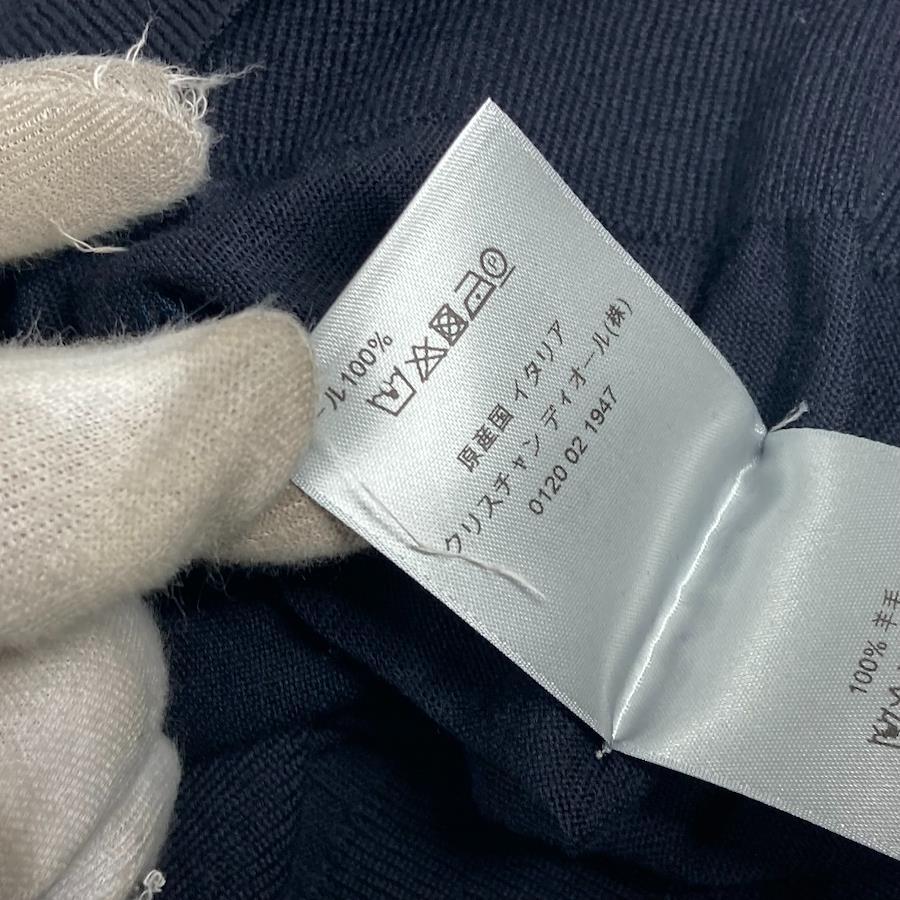 ール100%
原産国 イタリア
クリスチャン ディオール(株)
0120 02 1947
100% 羊毛